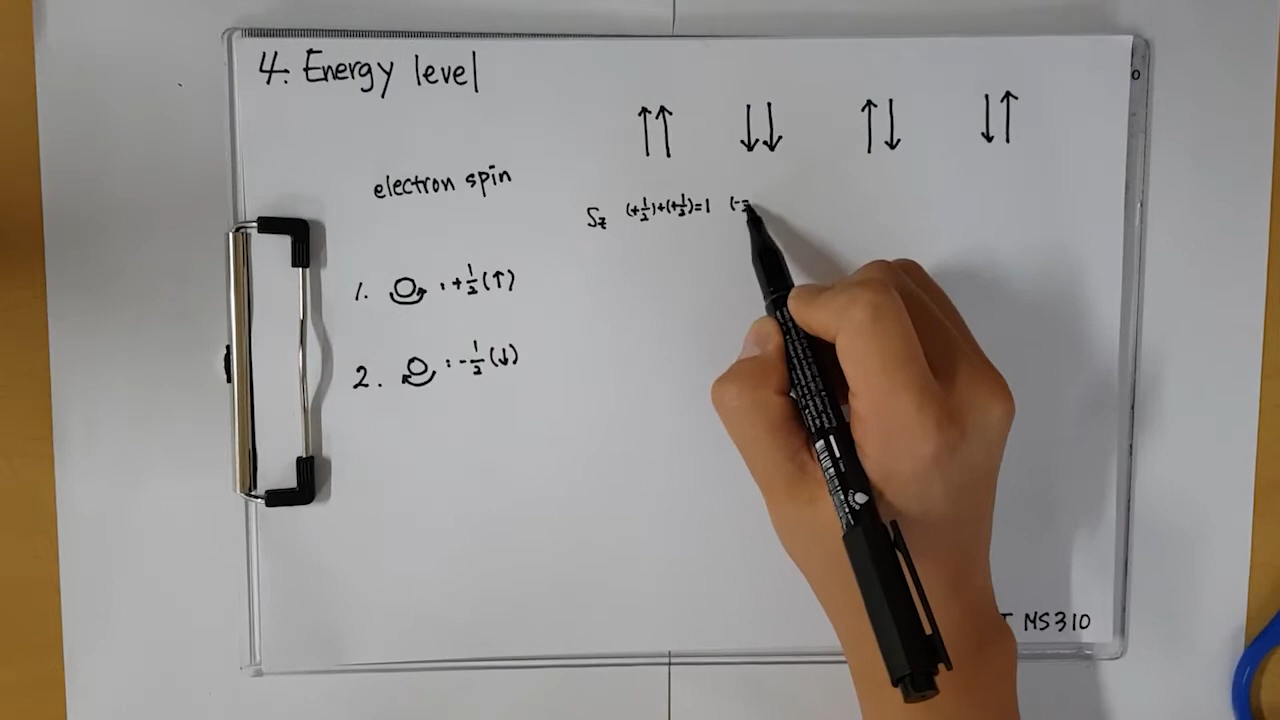 4. Energy level
↑↑ ↓↓ ↑↓ ↓↑
electron spin
Sz (+1/2)+(+1/2)=1 (-
1. : +1/2 (↑)
2. : -1/2 (↓)
MS310